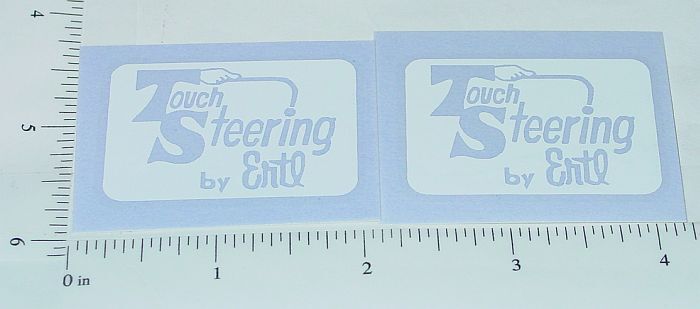 Touch
Steering
by Ertl
Touch
Steering
by Ertl
4
5
6
0 in
1
2
3
4